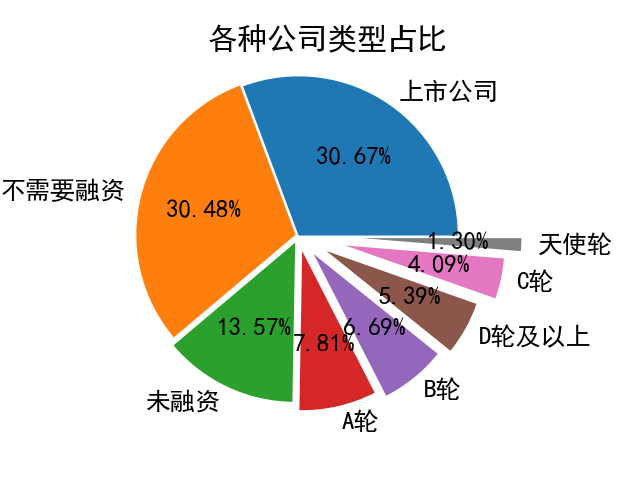 各种公司类型占比
上市公司
30.67%
不需要融资
30.48%
未融资
13.57%
A轮
7.81%
B轮
6.69%
D轮及以上
5.39%
C轮
4.09%
天使轮
1.30%